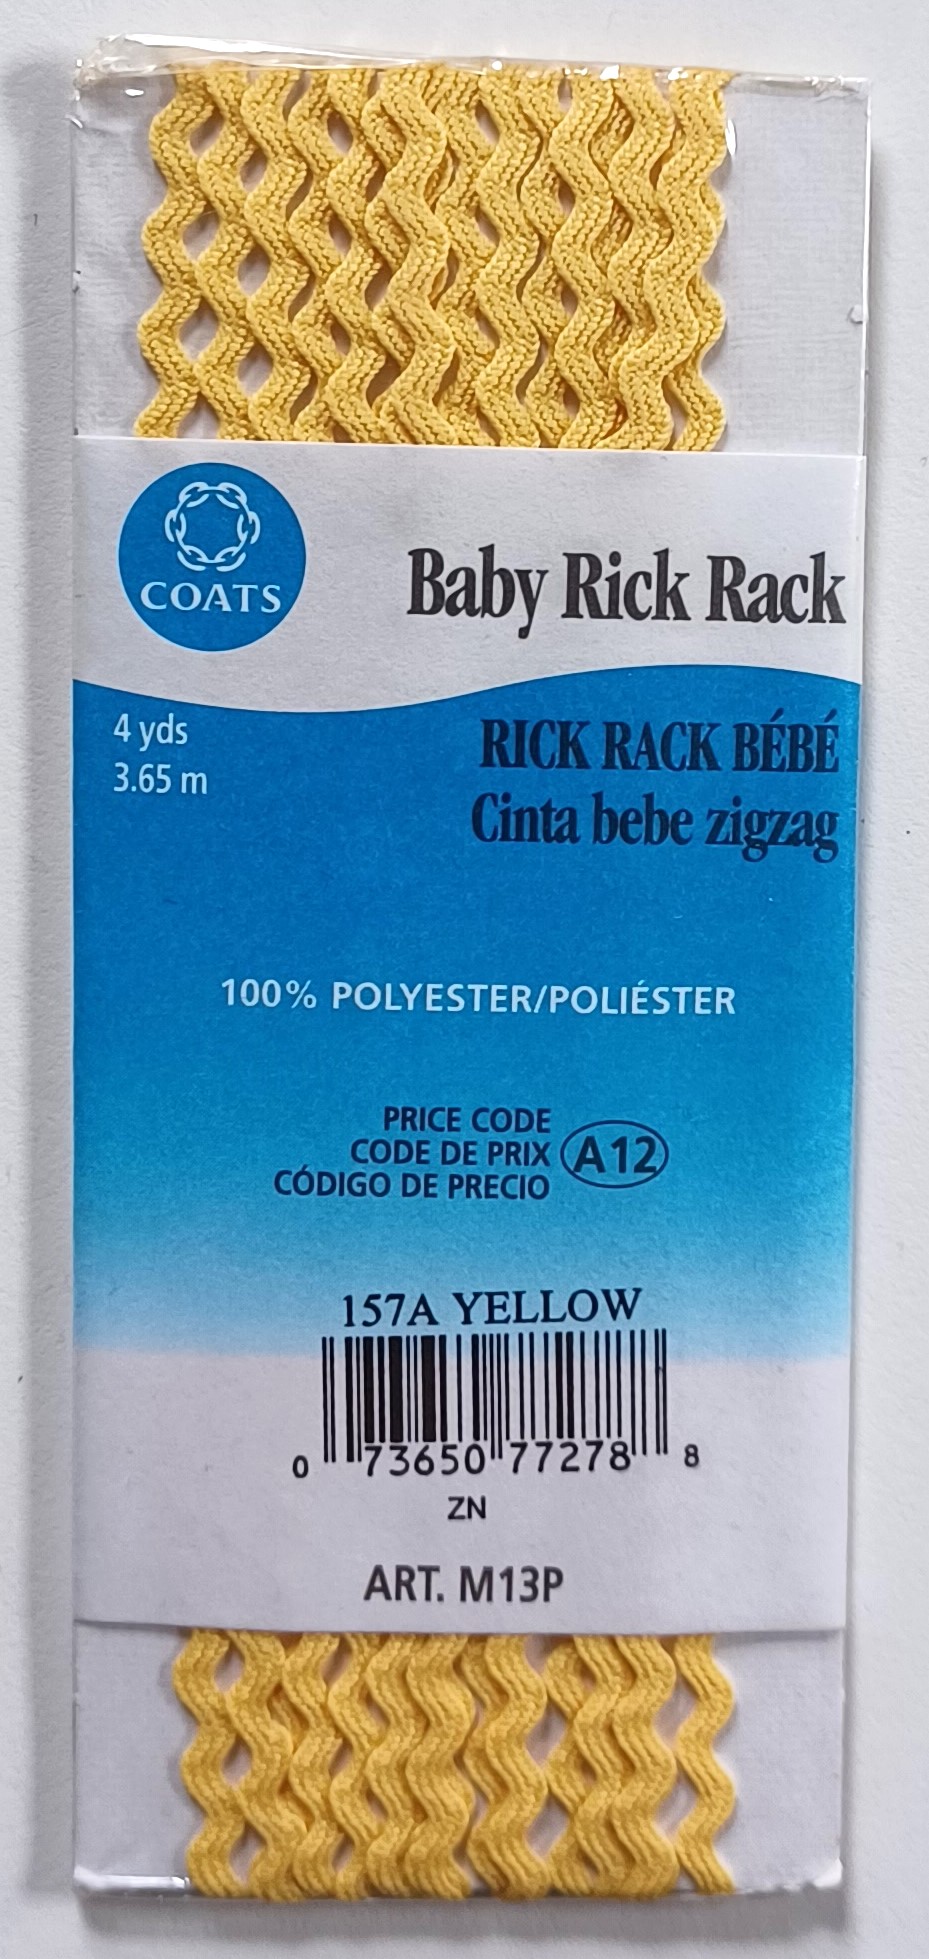 COATS
Baby Rick Rack
4 yds
3.65 m
RICK RACK BÉBÉ
Cinta bebe zigzag
100% POLYESTER/POLIÉSTER
PRICE CODE
CODE DE PRIX
CÓDIGO DE PRECIO
A12
157A YELLOW
0 73650 77278 8
ZN
ART. M13P